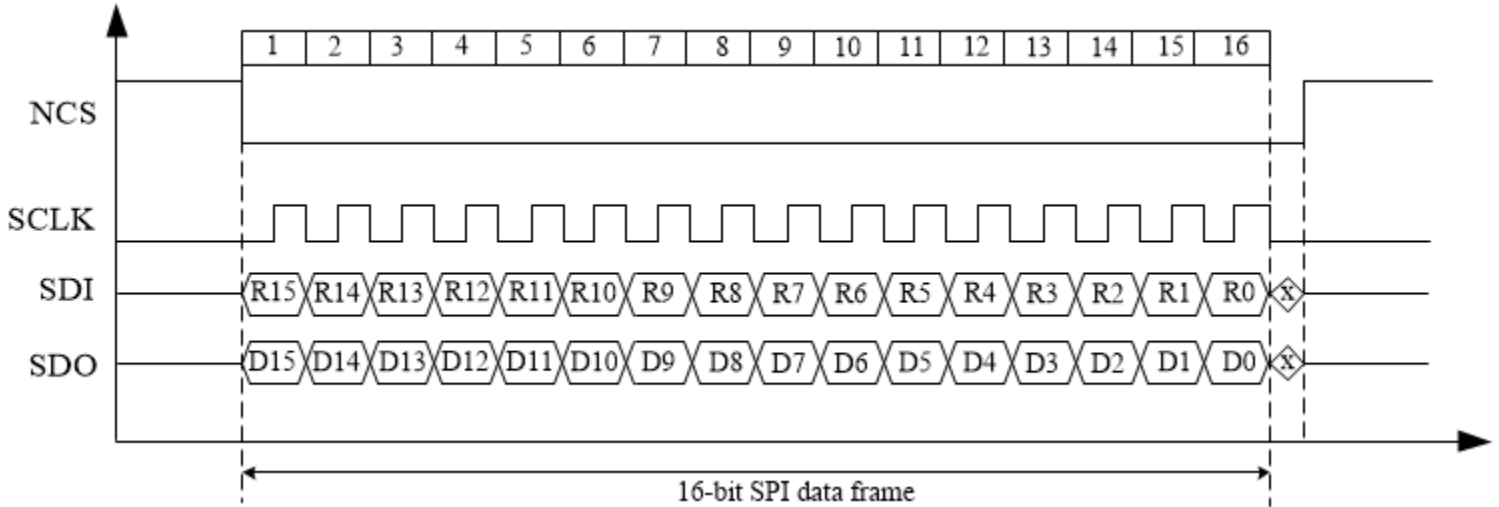 1 2 3 4 5 6 7 8 9 10 11 12 13 14 15 16
NCS
SCLK
SDI R15 R14 R13 R12 R11 R10 R9 R8 R7 R6 R5 R4 R3 R2 R1 R0 X
SDO D15 D14 D13 D12 D11 D10 D9 D8 D7 D6 D5 D4 D3 D2 D1 D0 X
16-bit SPI data frame